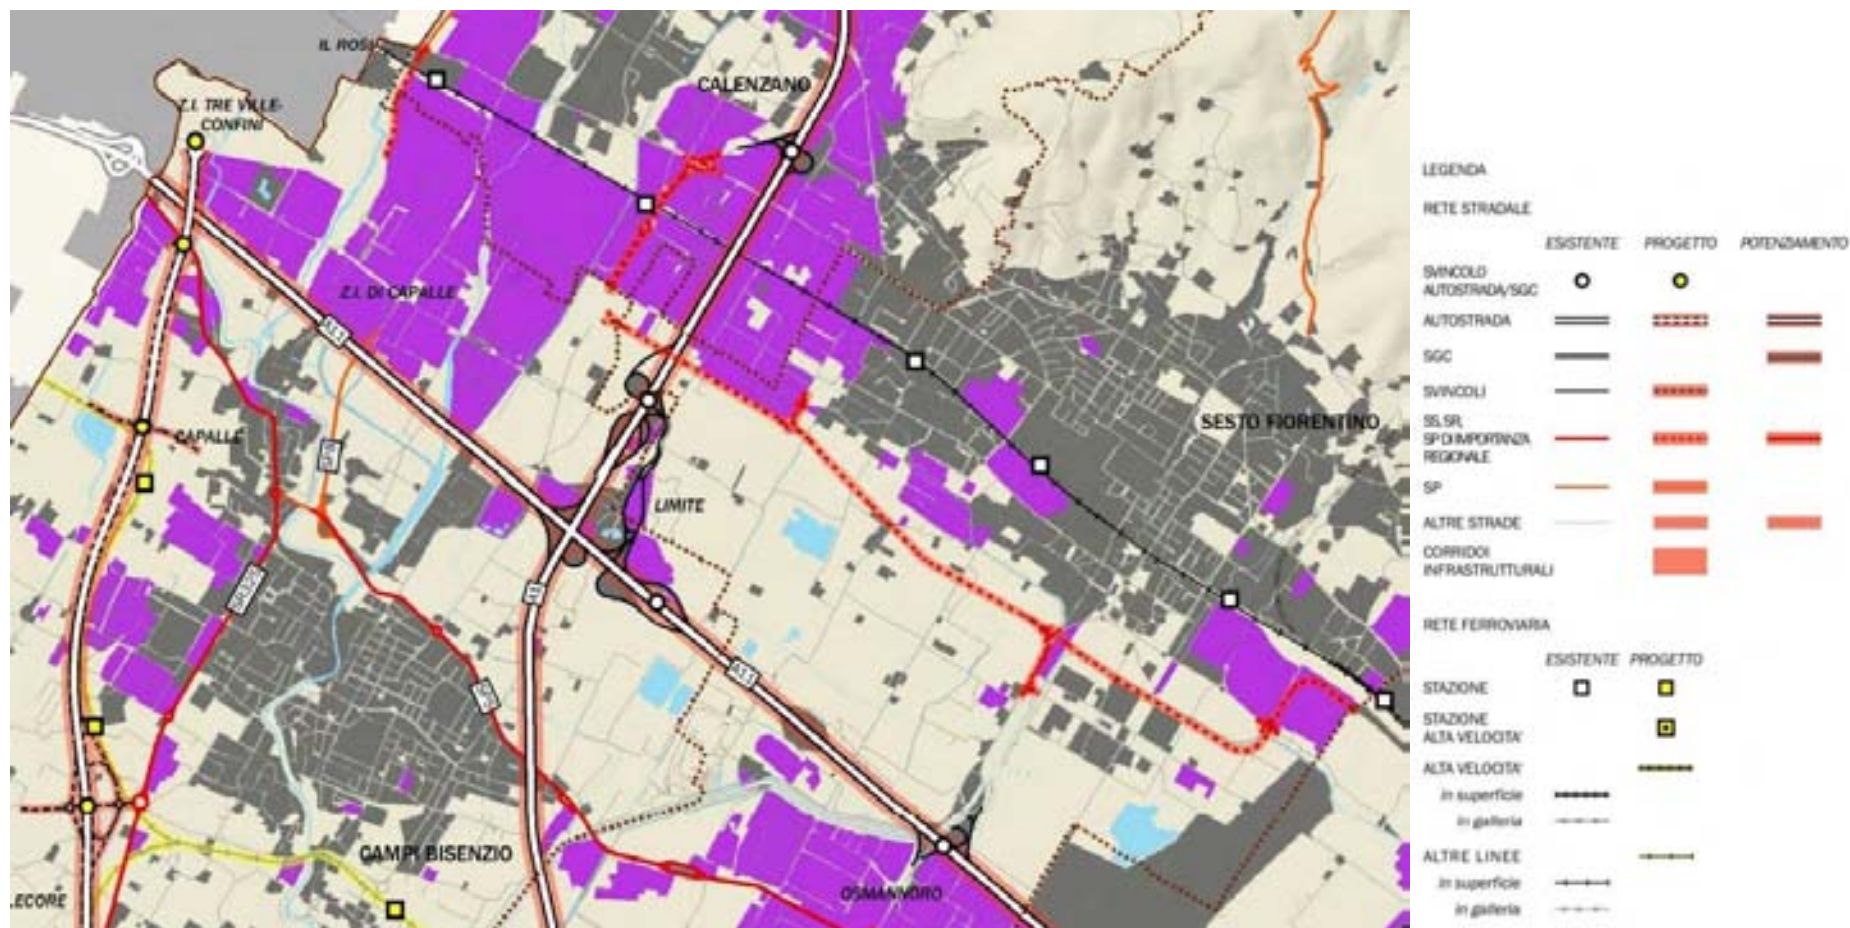 IL ROSI
CALENZANO
Z.I. TRE VILLE-
CONFINI
Z.I. DI CAPALLE
A11
CAPALLE
SESTO FIORENTINO
LIMITE
A1
A11
CAMPI BISENZIO
OSMANNORO
LECORE
LEGENDA
RETE STRADALE
ESISTENTE PROGETTO POTENZIAMENTO
SVINCOLO
AUTOSTRADA/SGC
AUTOSTRADA
SGC
SVINCOLI
SS, SR,
SP DI IMPORTANZA
REGIONALE
SP
ALTRE STRADE
CORRIDOI
INFRASTRUTTURALI
RETE FERROVIARIA
ESISTENTE PROGETTO
STAZIONE
STAZIONE
ALTA VELOCITA'
ALTA VELOCITA'
in superficie
in galleria
ALTRE LINEE
in superficie
in galleria